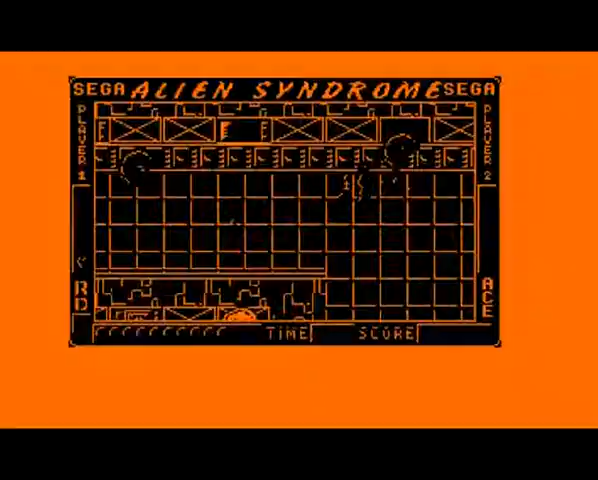 SEGA ALIEN SYNDROME SEGA
PLAYER 1
PLAYER 2
RD
ACE
TIME
SCORE